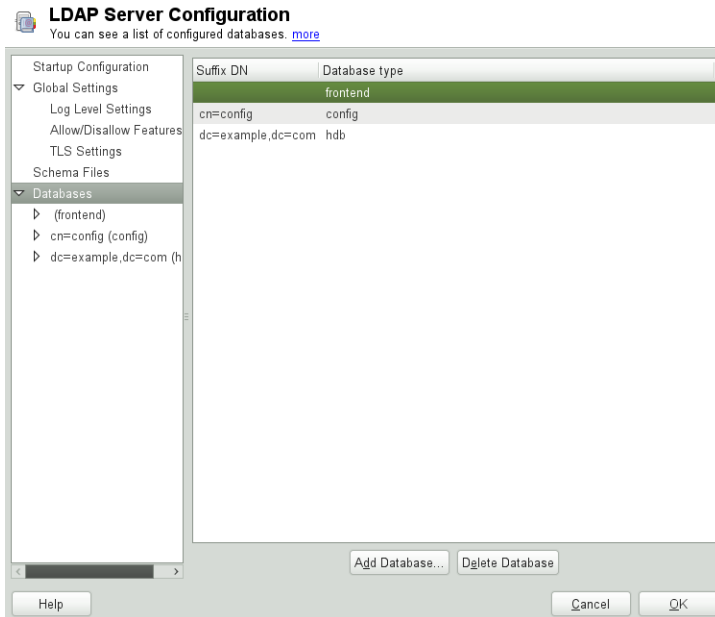 LDAP Server Configuration
You can see a list of configured databases. more
Startup Configuration
Global Settings
Log Level Settings
Allow/Disallow Features
TLS Settings
Schema Files
Databases
(frontend)
cn=config (config)
dc=example,dc=com (h
Suffix DN Database type
frontend
cn=config config
dc=example,dc=com hdb
Add Database... Delete Database
Help Cancel OK